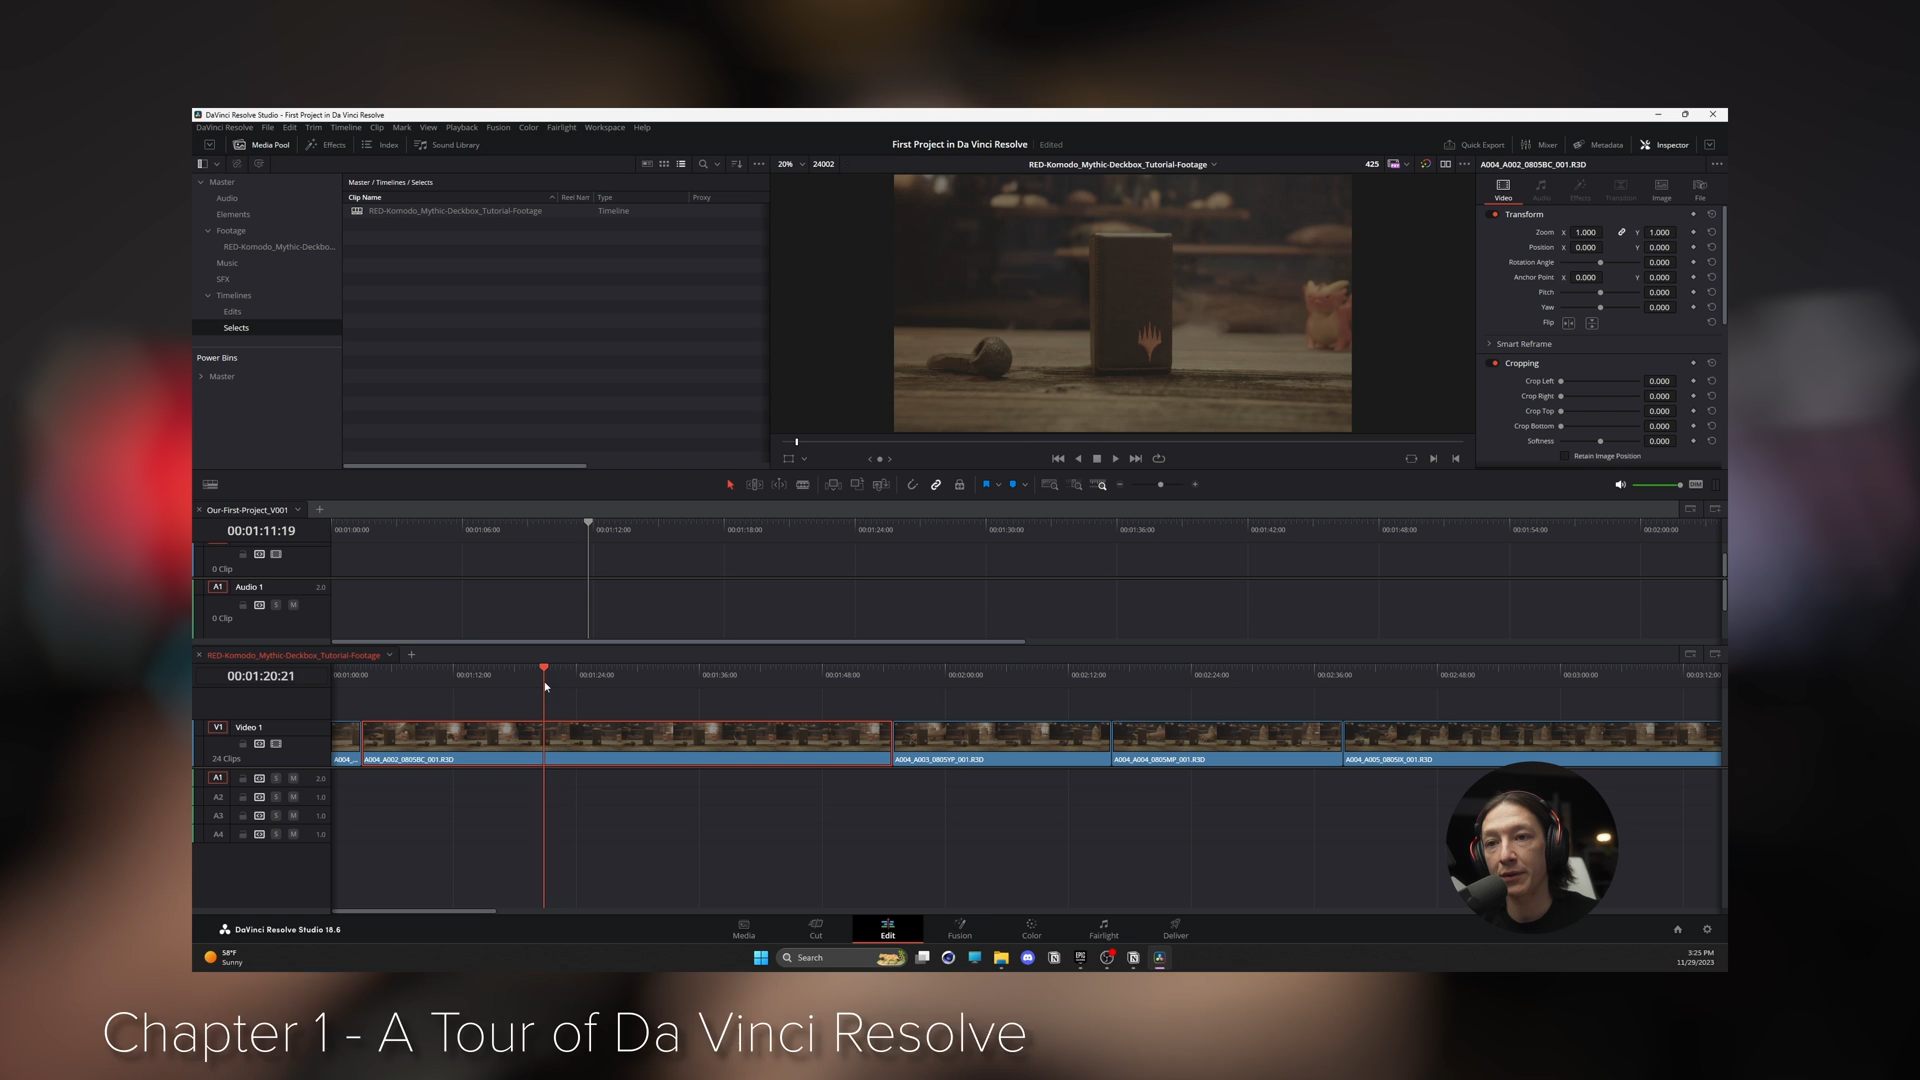 DaVinci Resolve Studio - First Project in Da Vinci Resolve
DaVinci Resolve File Edit Trim Timeline Clip Mark View Playback Fusion Color Fairlight Workspace Help
Media Pool Effects Index Sound Library First Project in Da Vinci Resolve Edited Quick Export Mixer Metadata Inspector
20% 24002 RED-Komodo_Mythic-Deckbox_Tutorial-Footage 425 A004_A002_0805BC_001.R3D
Master
Audio
Elements
Footage
RED-Komodo_Mythic-Deckbo...
Music
SFX
Timelines
Edits
Selects
Power Bins
Master
Master / Timelines / Selects
Clip Name Reel Nam Type Proxy
RED-Komodo_Mythic-Deckbox_Tutorial-Footage Timeline
Video Audio Effects Transition Image File
Transform
Zoom X 1.000 Y 1.000
Position X 0.000 Y 0.000
Rotation Angle 0.000
Anchor Point X 0.000 Y 0.000
Pitch 0.000
Yaw 0.000
Flip
Smart Reframe
Cropping
Crop Left 0.000
Crop Right 0.000
Crop Top 0.000
Crop Bottom 0.000
Softness 0.000
Retain Image Position
DIM
Our-First-Project_V001
00:01:11:19 00:01:00:00 00:01:06:00 00:01:12:00 00:01:18:00 00:01:24:00 00:01:30:00 00:01:36:00 00:01:42:00 00:01:48:00 00:01:54:00 00:02:00:00
0 Clip
A1 Audio 1 2.0
S M
0 Clip
RED-Komodo_Mythic-Deckbox_Tutorial-Footage
00:01:20:21 00:01:00:00 00:01:12:00 00:01:24:00 00:01:36:00 00:01:48:00 00:02:00:00 00:02:12:00 00:02:24:00 00:02:36:00 00:02:48:00 00:03:00:00 00:03:12:00
V1 Video 1
24 Clips A004_... A004_A002_0805BC_001.R3D A004_A003_0805YP_001.R3D A004_A004_0805MP_001.R3D A004_A005_0805IX_001.R3D
A1 S M 2.0
A2 S M 1.0
A3 S M 1.0
A4 S M 1.0
DaVinci Resolve Studio 18.6 Media Cut Edit Fusion Color Fairlight Deliver
58°F
Sunny
Search
EPIC
3:25 PM
11/29/2023
Chapter 1 - A Tour of Da Vinci Resolve